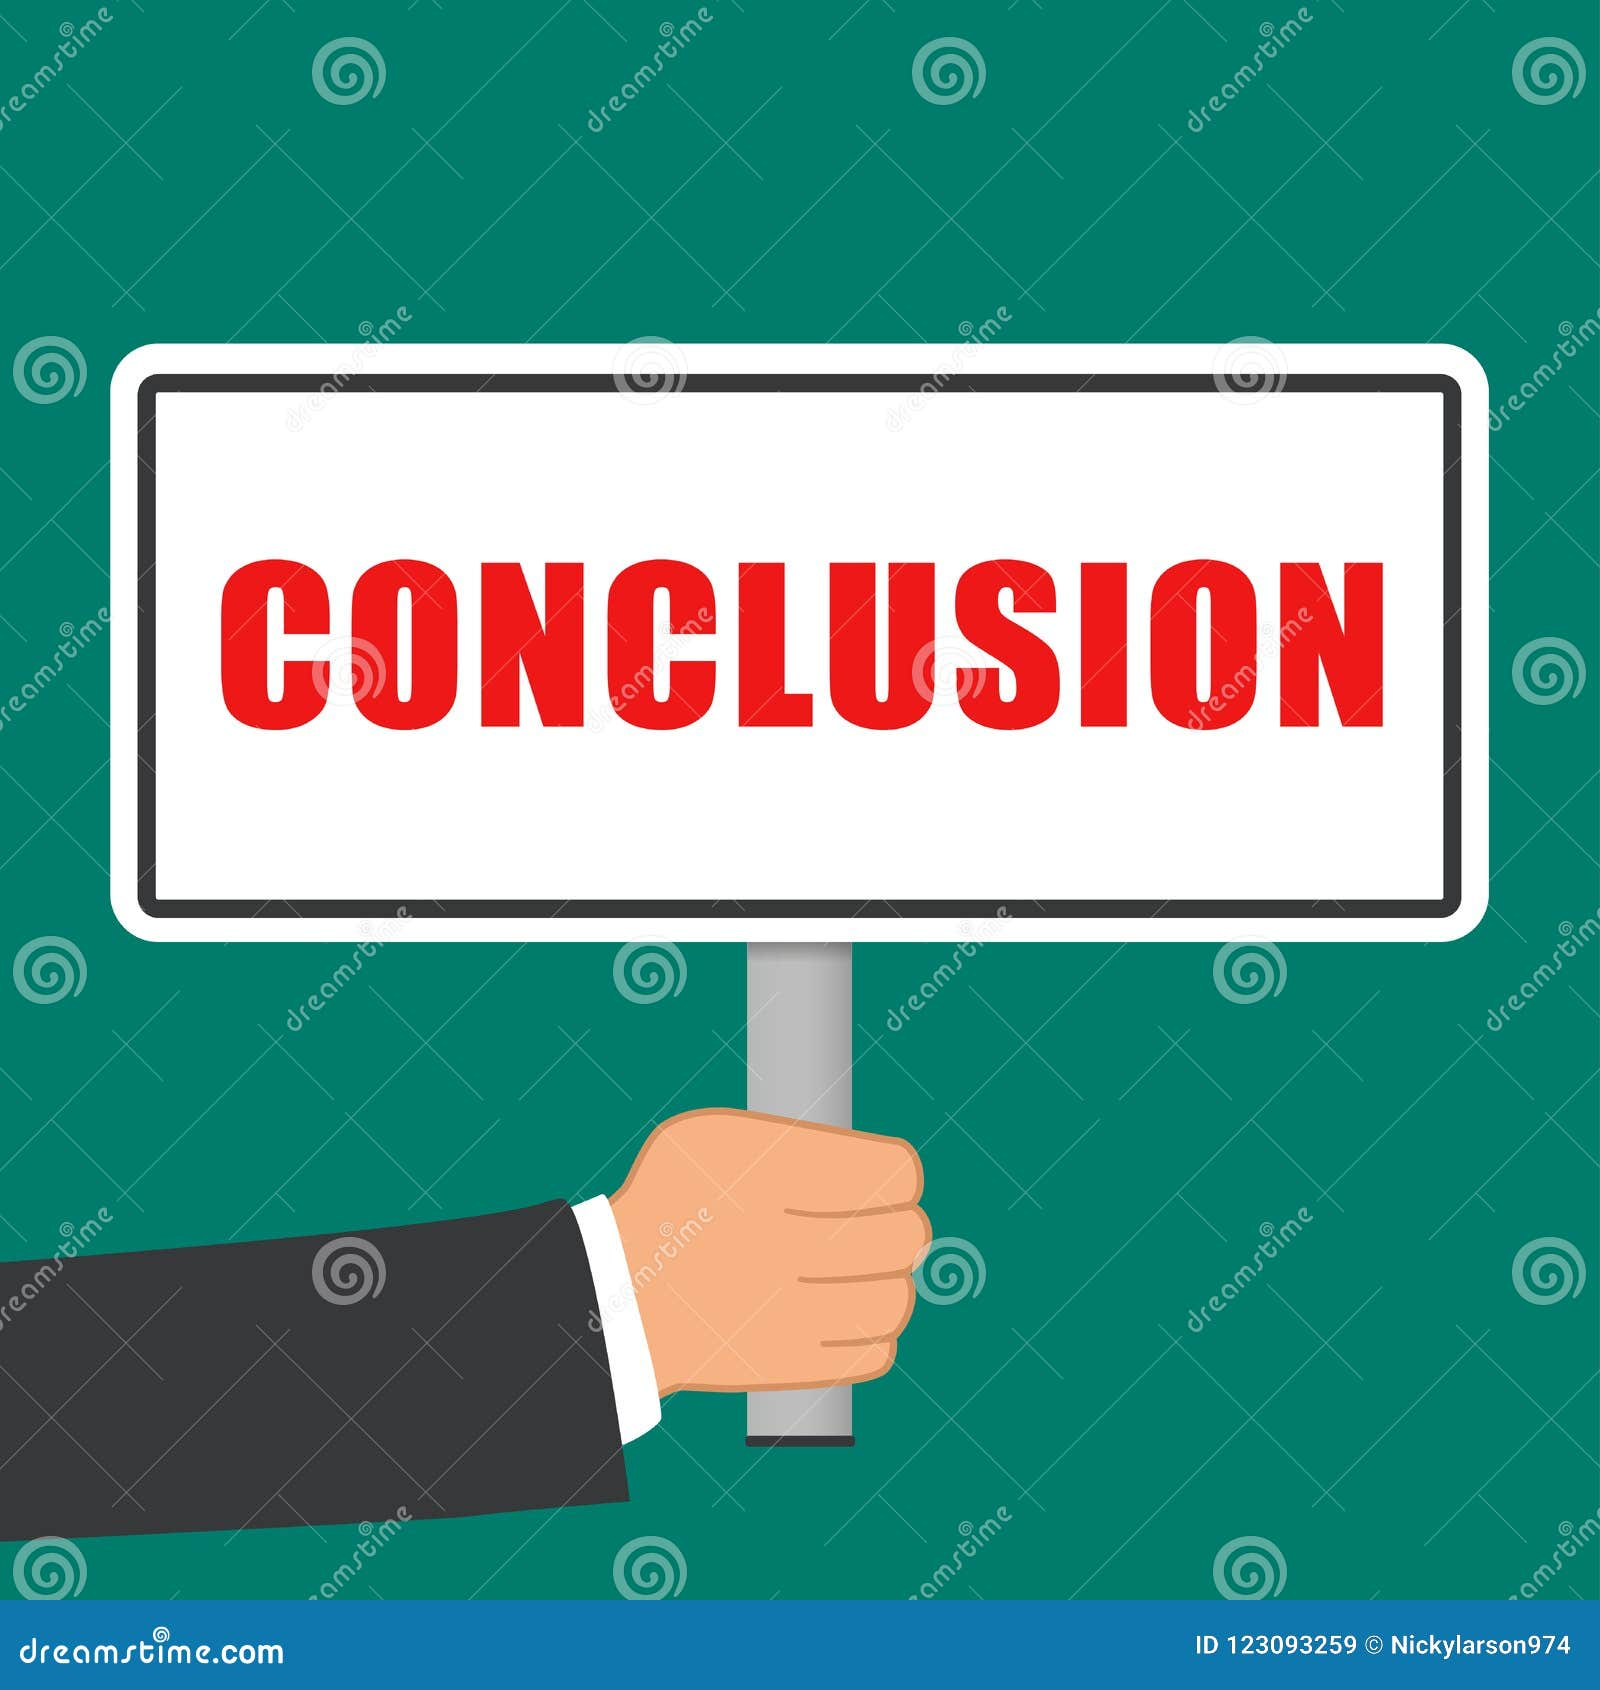 CONCLUSION
dreamstime.com
ID 123093259 © Nickylarson974